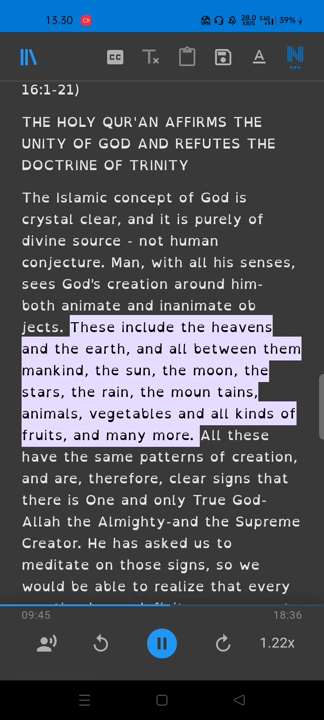 13.30
28.0 KB/S
59%
CC
16:1-21)
THE HOLY QUR'AN AFFIRMS THE
UNITY OF GOD AND REFUTES THE
DOCTRINE OF TRINITY
The Islamic concept of God is
crystal clear, and it is purely of
divine source - not human
conjecture. Man, with all his senses,
sees God's creation around him-
both animate and inanimate ob
jects. These include the heavens
and the earth, and all between them
mankind, the sun, the moon, the
stars, the rain, the moun tains,
animals, vegetables and all kinds of
fruits, and many more. All these
have the same patterns of creation,
and are, therefore, clear signs that
there is One and only True God-
Allah the Almighty-and the Supreme
Creator. He has asked us to
meditate on those signs, so we
would be able to realize that every
09:45
18:36
1.22x